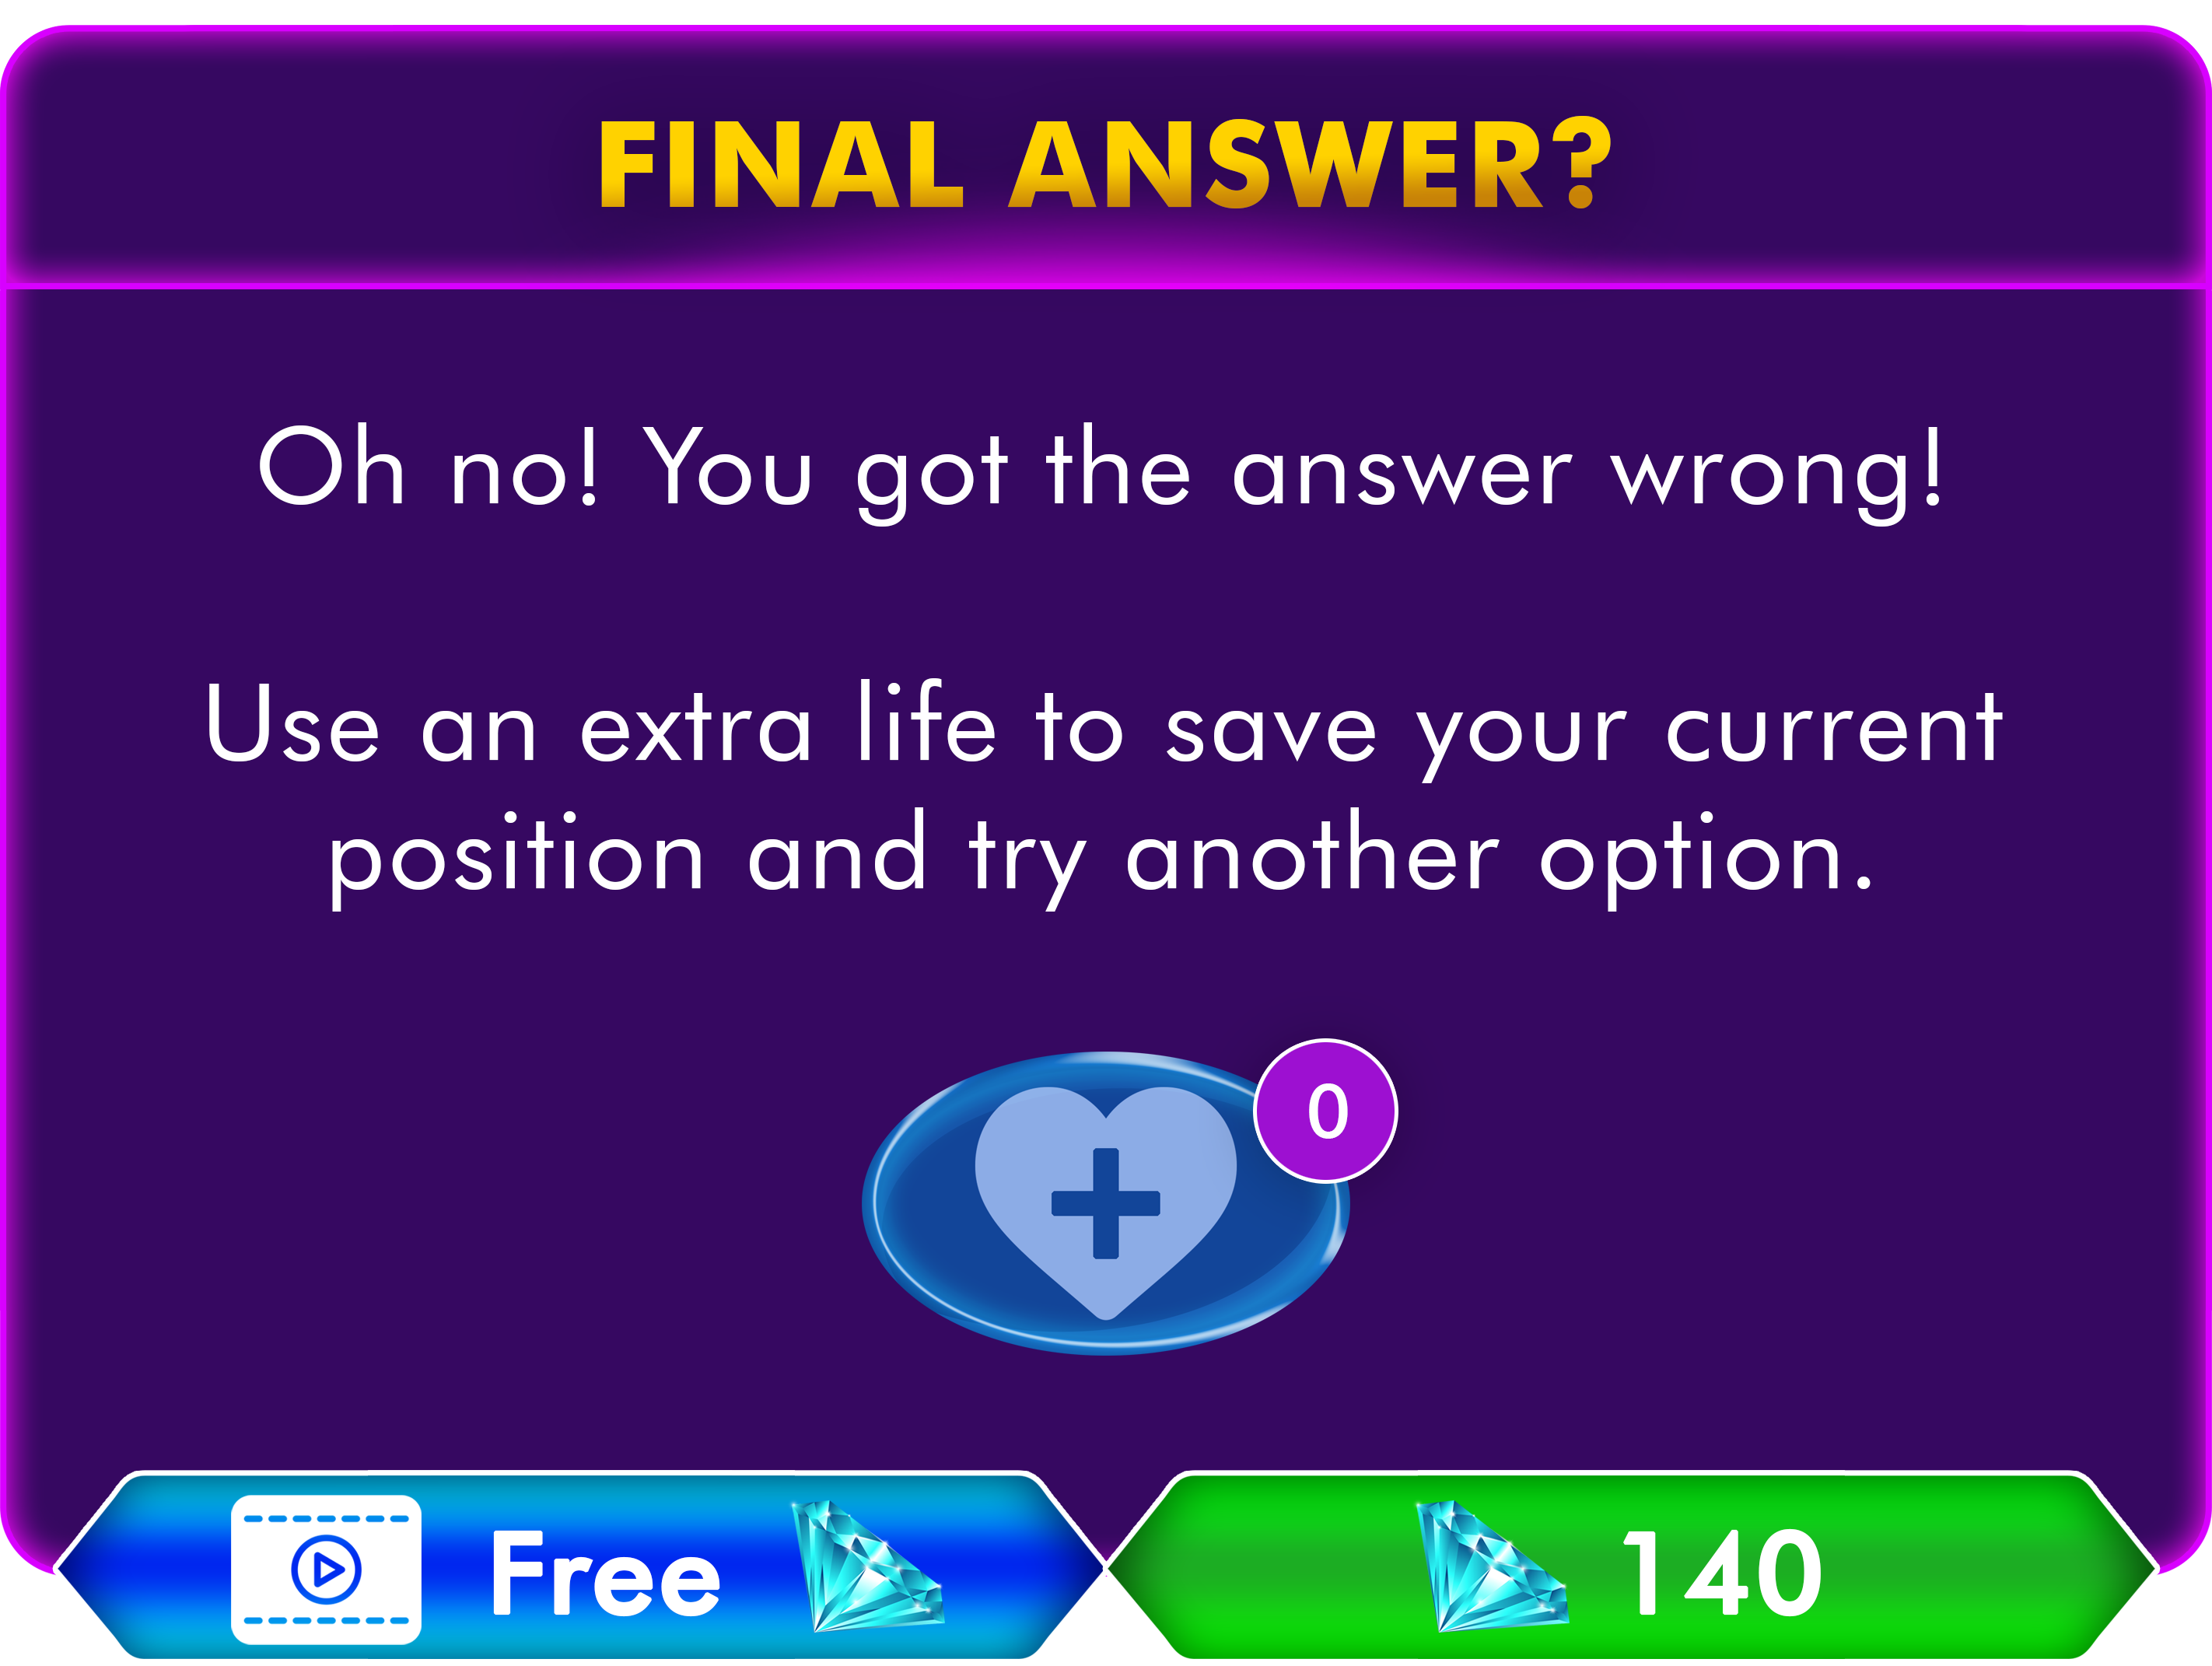 FINAL ANSWER?
Oh no! You got the answer wrong!
Use an extra life to save your current
position and try another option.
0
Free
140